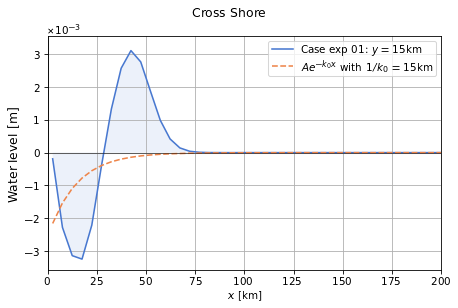 Cross Shore
×10⁻³
Case exp 01: y = 15km
Ae^{-k₀x} with 1/k₀ = 15km
Water level [m]
3
2
1
0
−1
−2
−3
0 25 50 75 100 125 150 175 200
x [km]